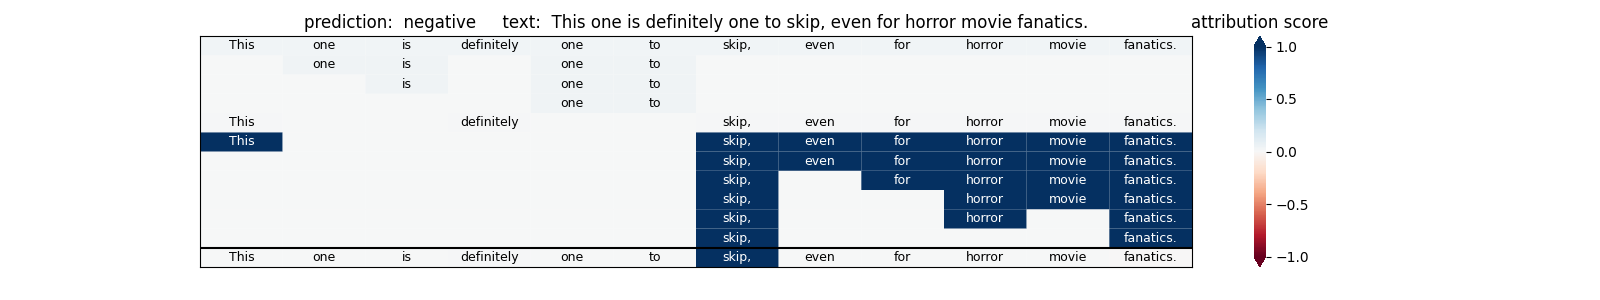 prediction:  negative     text:  This one is definitely one to skip, even for horror movie fanatics.
attribution score
This one is definitely one to skip, even for horror movie fanatics.
one is one to
is one to
one to
This definitely skip, even for horror movie fanatics.
This skip, even for horror movie fanatics.
skip, even for horror movie fanatics.
skip, for horror movie fanatics.
skip, horror movie fanatics.
skip, horror fanatics.
skip, fanatics.
This one is definitely one to skip, even for horror movie fanatics.
1.0
0.5
0.0
−0.5
−1.0